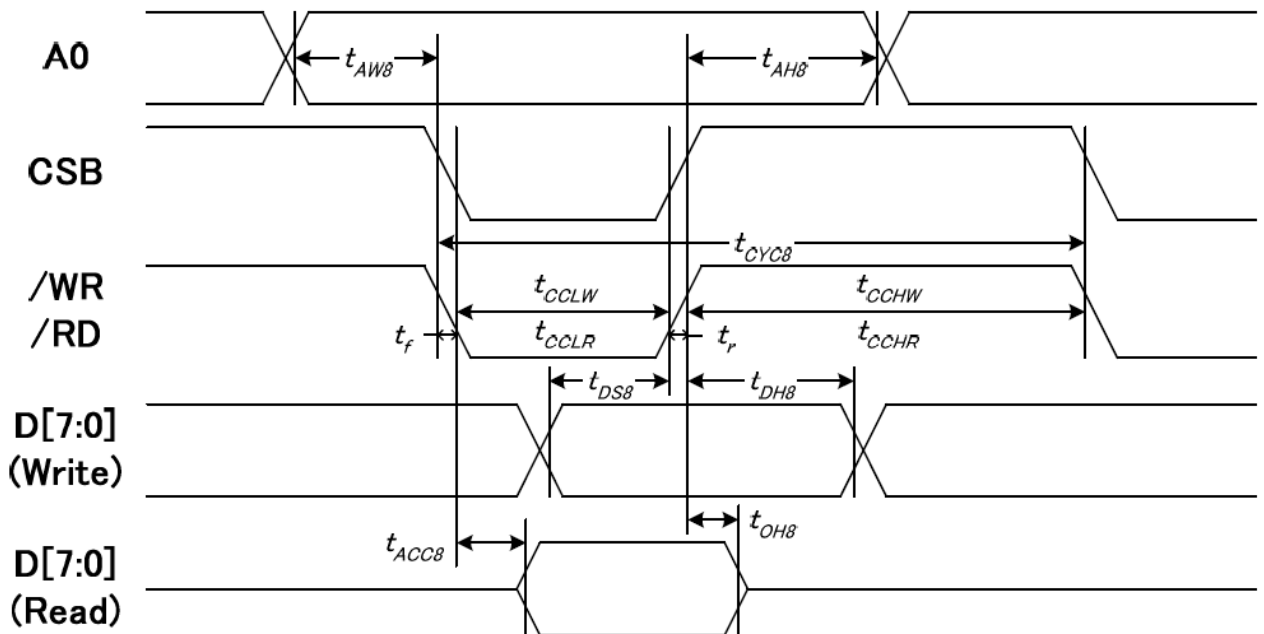 A0
t_AW8
t_AH8
CSB
t_CYC8
/WR
/RD
t_CCLW
t_CCHW
t_f
t_CCLR
t_r
t_CCHR
t_DS8
t_DH8
D[7:0]
(Write)
t_ACC8
t_OH8
D[7:0]
(Read)